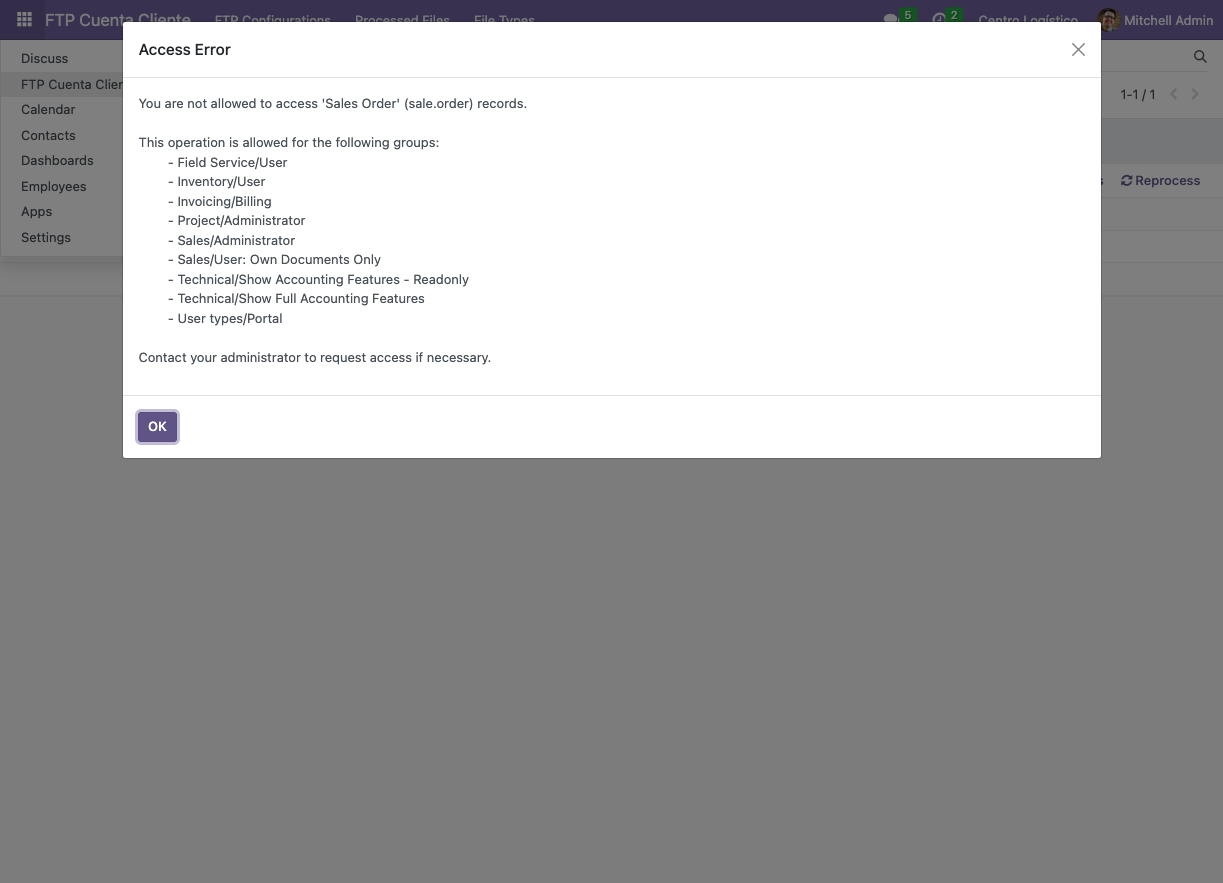 FTP Cuenta Cliente
FTP Configurations
Processed Files
File Types
5
2
Centro Logístico
Mitchell Admin
Discuss
FTP Cuenta Clien
Calendar
Contacts
Dashboards
Employees
Apps
Settings
1-1 / 1
Reprocess
Access Error
You are not allowed to access 'Sales Order' (sale.order) records.
This operation is allowed for the following groups:
- Field Service/User
- Inventory/User
- Invoicing/Billing
- Project/Administrator
- Sales/Administrator
- Sales/User: Own Documents Only
- Technical/Show Accounting Features - Readonly
- Technical/Show Full Accounting Features
- User types/Portal
Contact your administrator to request access if necessary.
OK